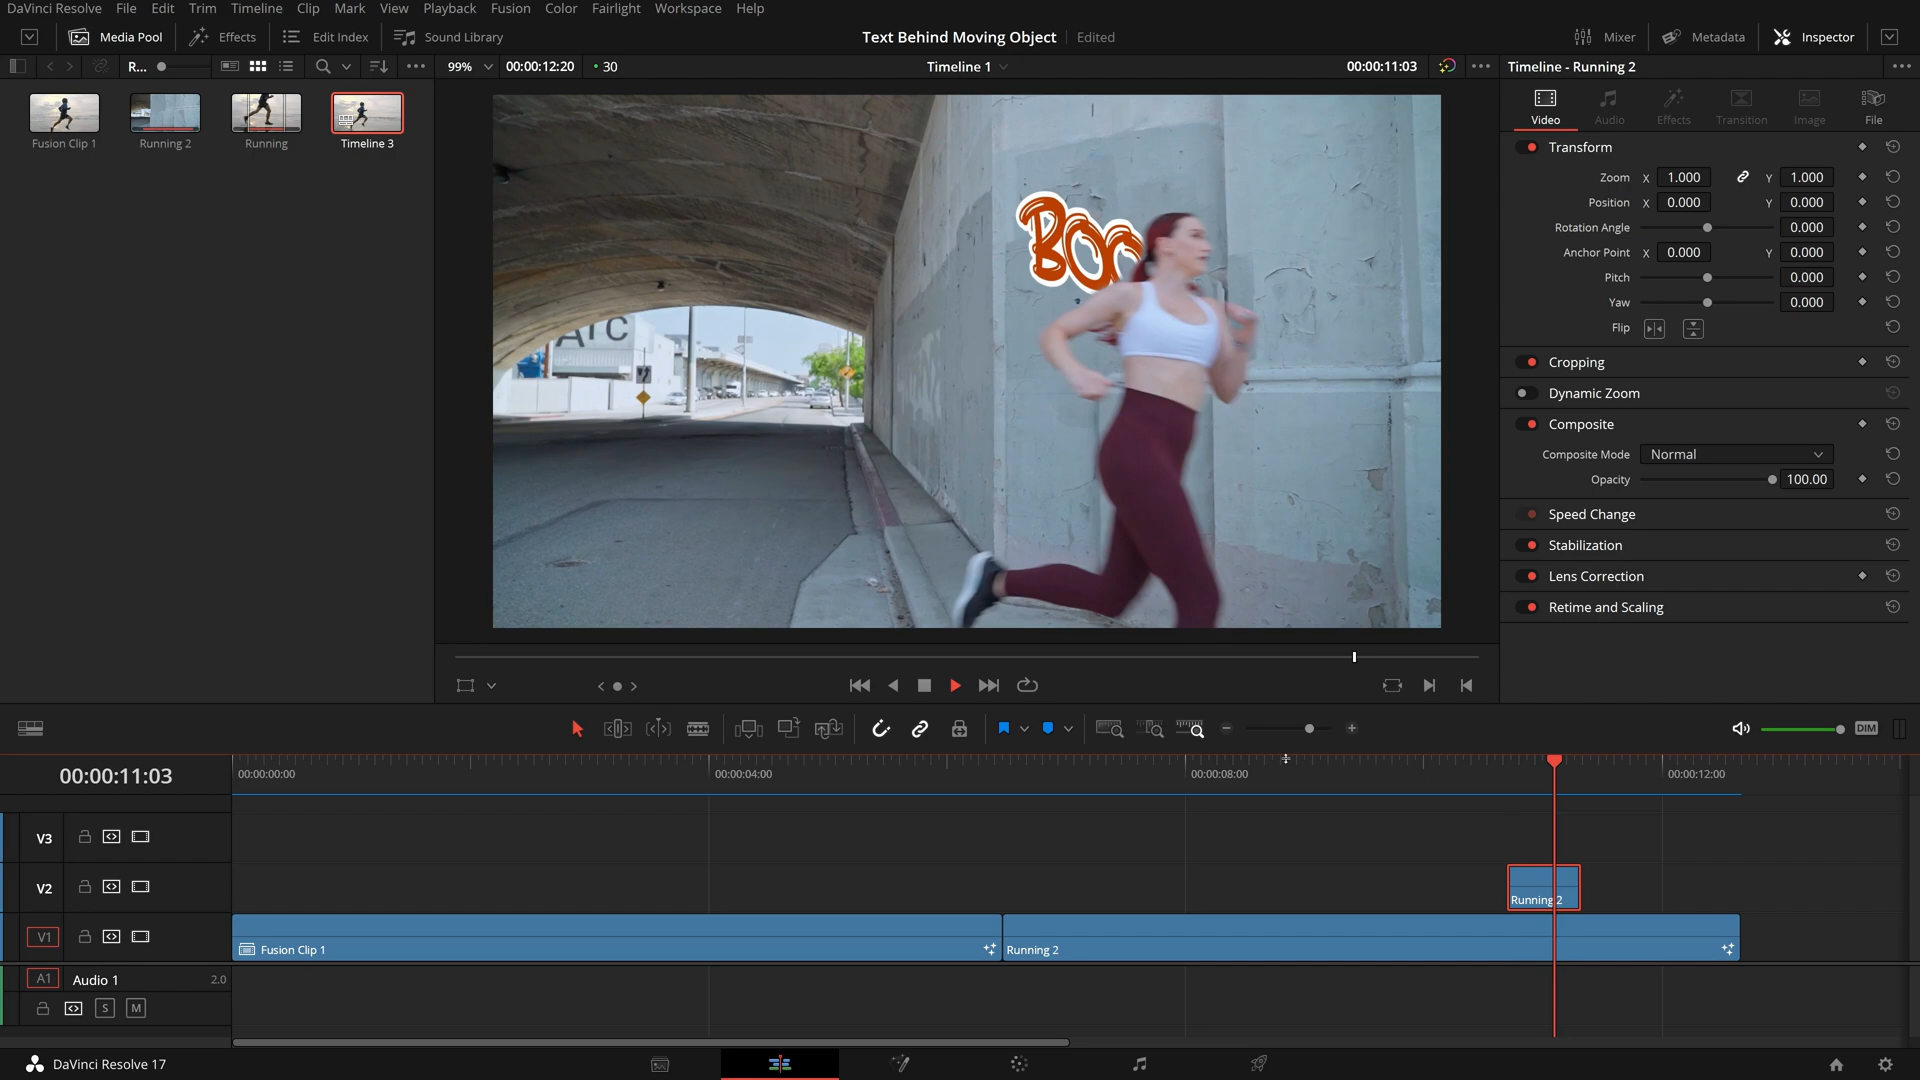 DaVinci Resolve File Edit Trim Timeline Clip Mark View Playback Fusion Color Fairlight Workspace Help
Media Pool Effects Edit Index Sound Library Text Behind Moving Object Edited Mixer Metadata Inspector
R... 99% 00:00:12:20 30 Timeline 1 00:00:11:03 Timeline - Running 2
Fusion Clip 1 Running 2 Running Timeline 3
BOO
ATC
Video Audio Effects Transition Image File
Transform
Zoom X 1.000 Y 1.000
Position X 0.000 Y 0.000
Rotation Angle 0.000
Anchor Point X 0.000 Y 0.000
Pitch 0.000
Yaw 0.000
Flip
Cropping
Dynamic Zoom
Composite
Composite Mode Normal
Opacity 100.00
Speed Change
Stabilization
Lens Correction
Retime and Scaling
DIM
00:00:11:03 00:00:00:00 00:00:04:00 00:00:08:00 00:00:12:00
V3
V2 Running 2
V1 Fusion Clip 1 Running 2
A1 Audio 1 2.0
S M
DaVinci Resolve 17